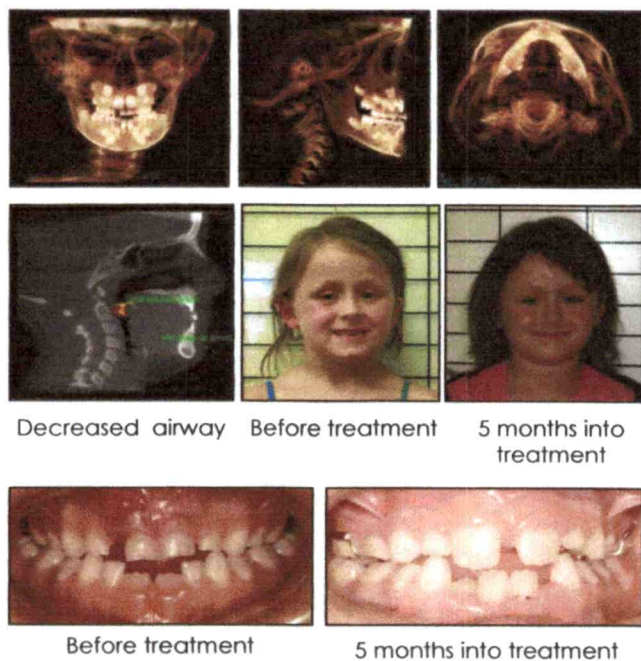 Decreased airway
Before treatment
5 months into
treatment
Before treatment
5 months into treatment